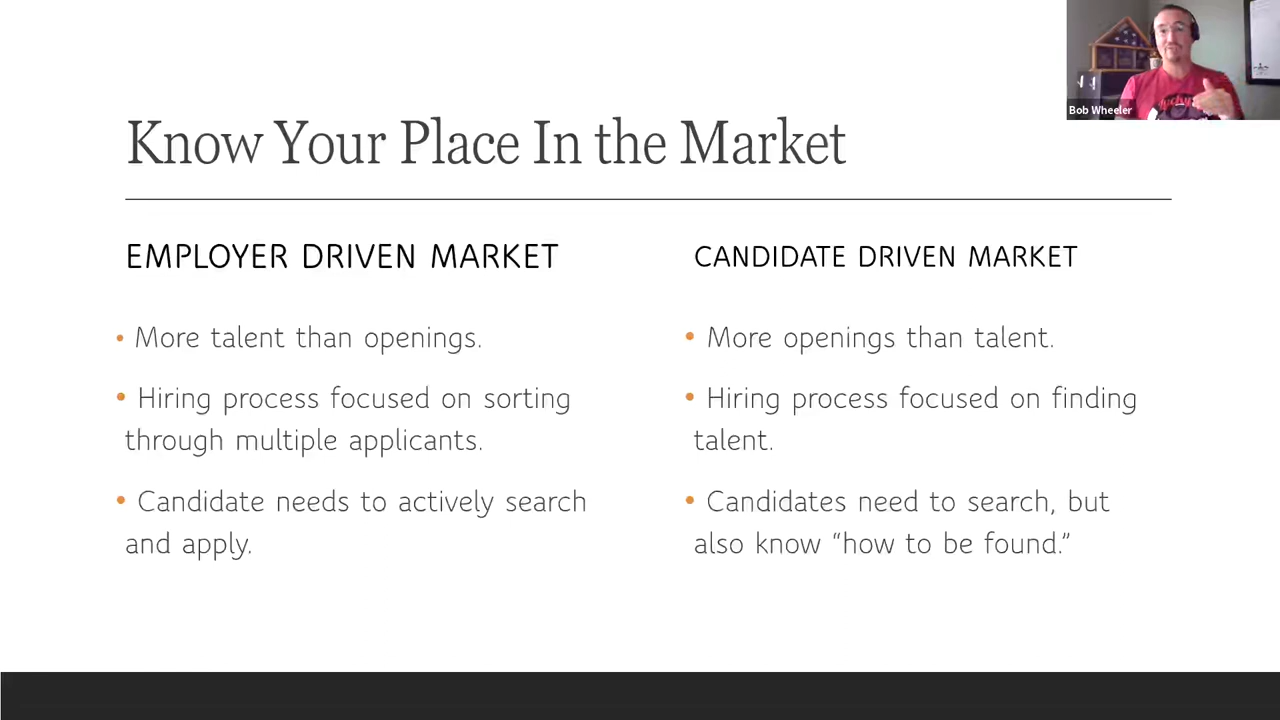 Bob Wheeler
Know Your Place In the Market
EMPLOYER DRIVEN MARKET
• More talent than openings.
• Hiring process focused on sorting
through multiple applicants.
• Candidate needs to actively search
and apply.
CANDIDATE DRIVEN MARKET
• More openings than talent.
• Hiring process focused on finding
talent.
• Candidates need to search, but
also know “how to be found.”